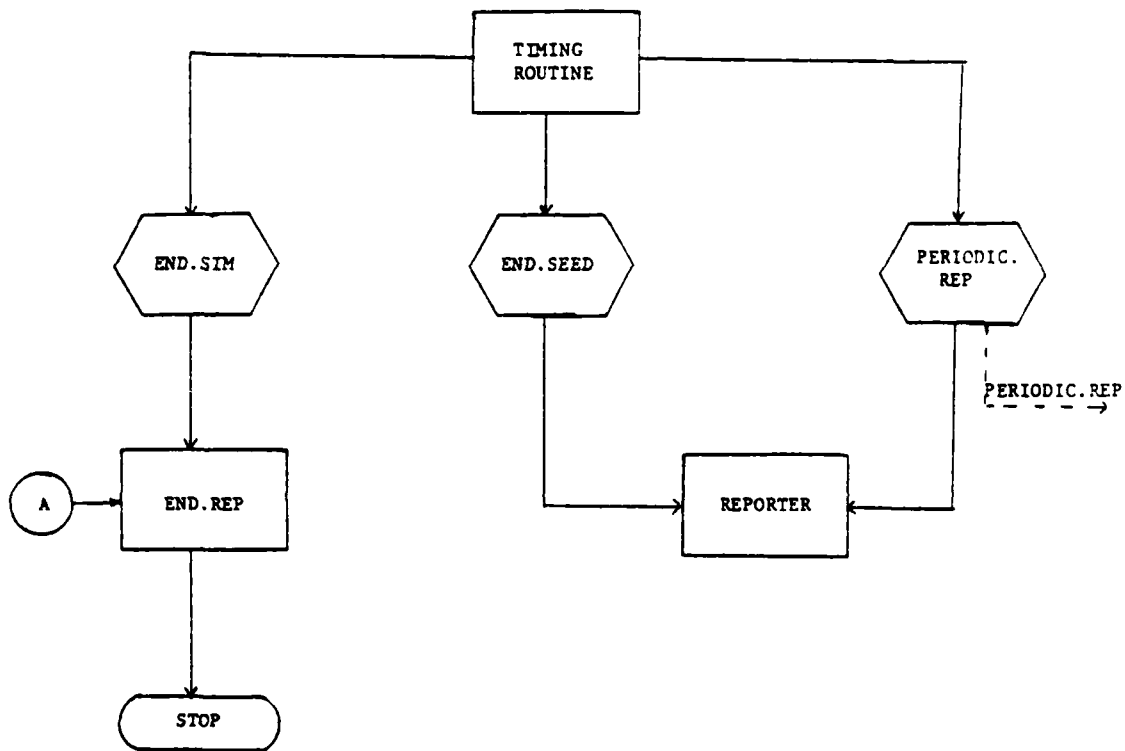 TIMING
ROUTINE
END.SIM
END.SEED
PERIODIC.
REP
PERIODIC.REP
A
END.REP
REPORTER
STOP